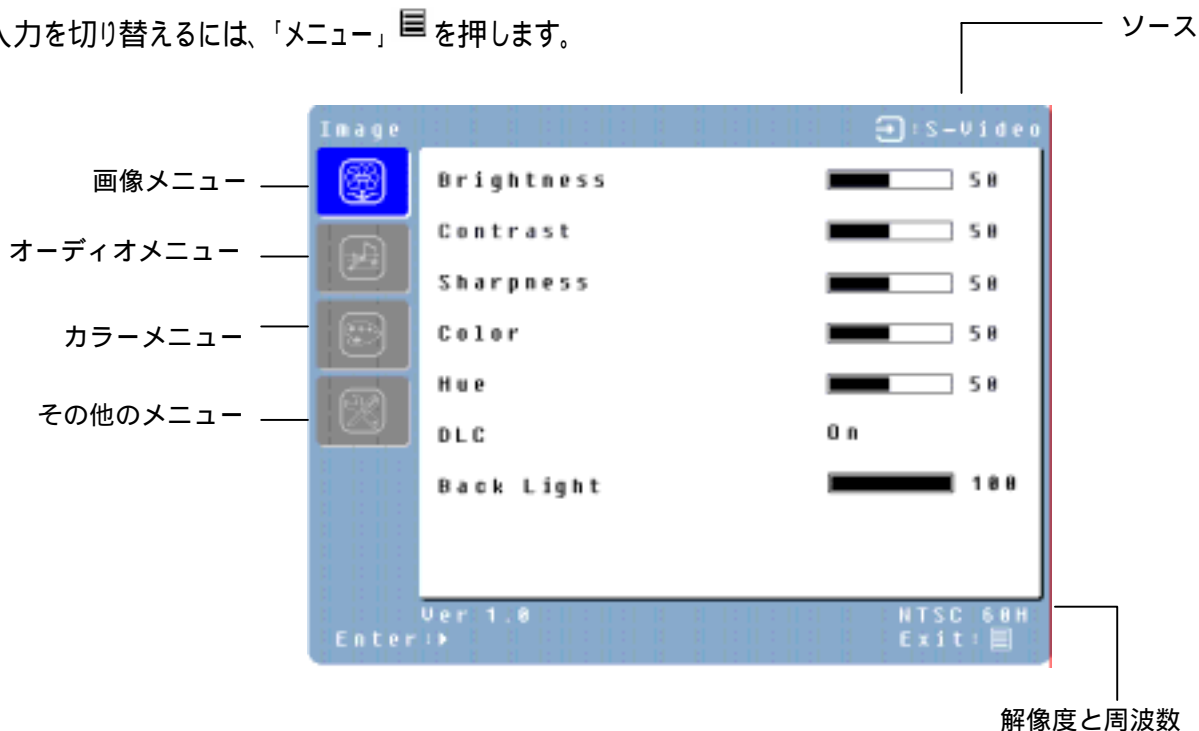 入力を切り替えるには、「メニュー」を押します。
ソース
Image
:S-Video
画像メニュー
オーディオメニュー
カラーメニュー
その他のメニュー
Brightness 50
Contrast 50
Sharpness 50
Color 50
Hue 50
DLC On
Back Light 100
Ver 1.0
NTSC 60H
Enter:
Exit:
解像度と周波数